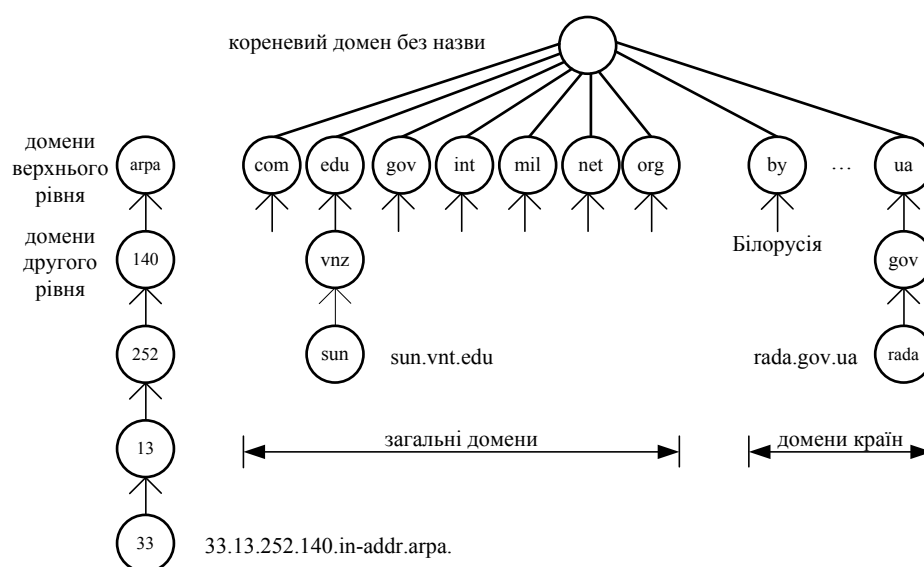 кореневий домен без назви
домени
верхнього
рівня
arpa
com edu gov int mil net org by … ua
домени
другого
рівня
140
vnz
Білорусія
gov
252
sun
sun.vnt.edu
rada.gov.ua
rada
13
загальні домени
домени країн
33
33.13.252.140.in-addr.arpa.